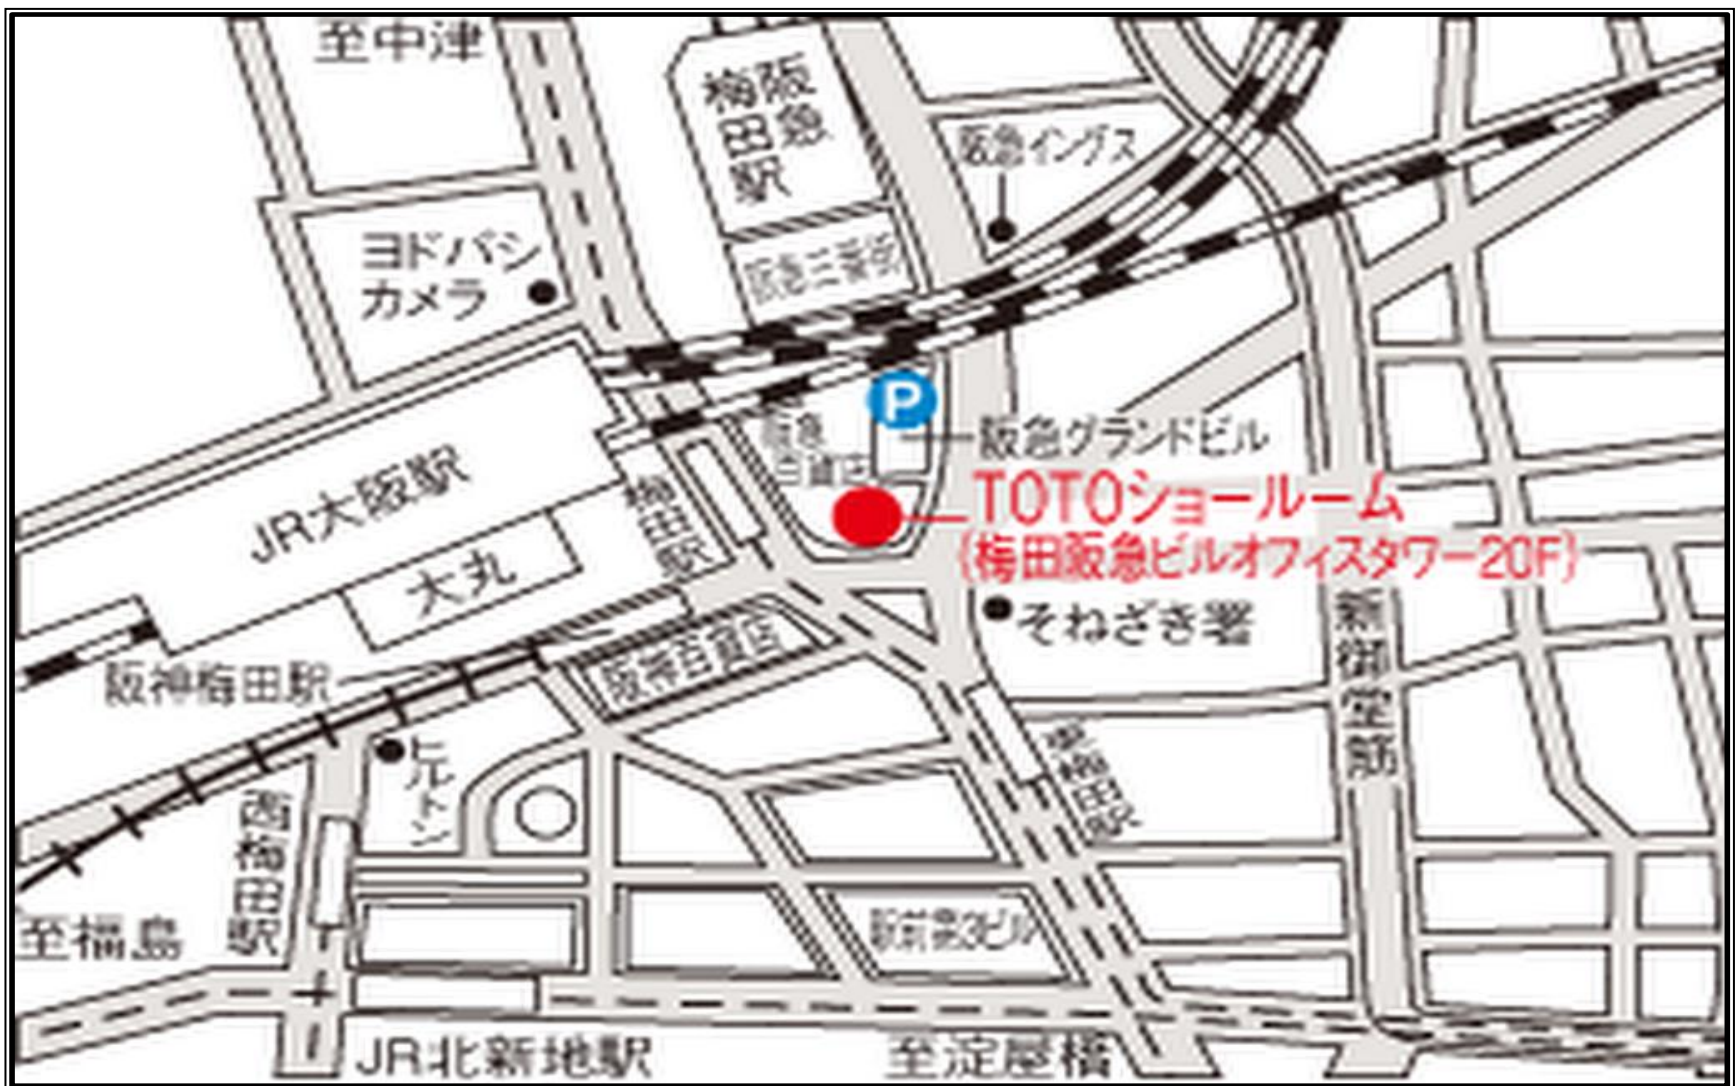 至中津
阪急
梅田駅
阪急イングス
阪急三番街
ヨドバシ
カメラ
P
阪急
百貨店
阪急グランドビル
TOTOショールーム
(梅田阪急ビルオフィスタワー20F)
JR大阪駅
梅田駅
大丸
そねざき署
新御堂筋
阪神百貨店
阪神梅田駅
ヒルトン
東梅田駅
西梅田駅
駅前第3ビル
至福島
JR北新地駅
至淀屋橋